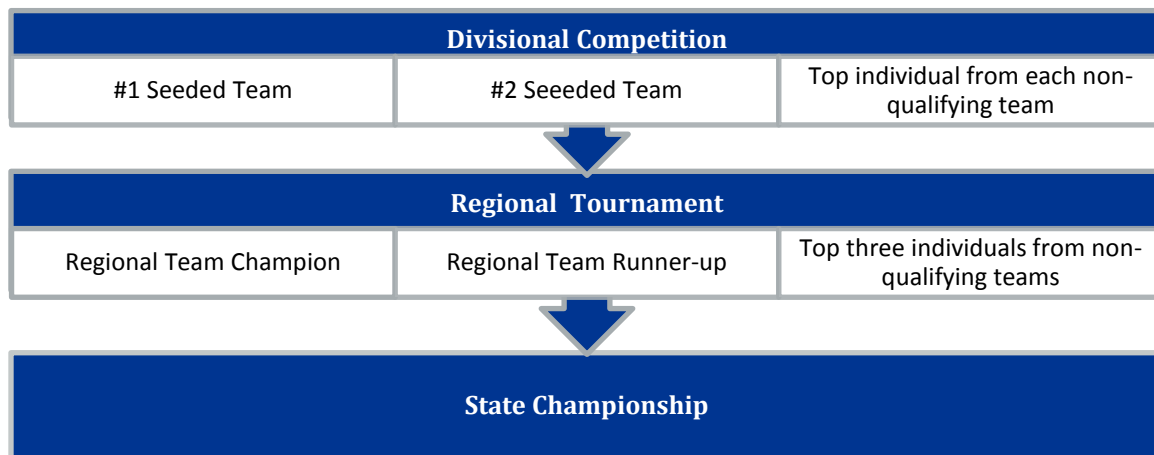 Divisional Competition
#1 Seeded Team
#2 Seeeded Team
Top individual from each non-
qualifying team
Regional Tournament
Regional Team Champion
Regional Team Runner-up
Top three individuals from non-
qualifying teams
State Championship